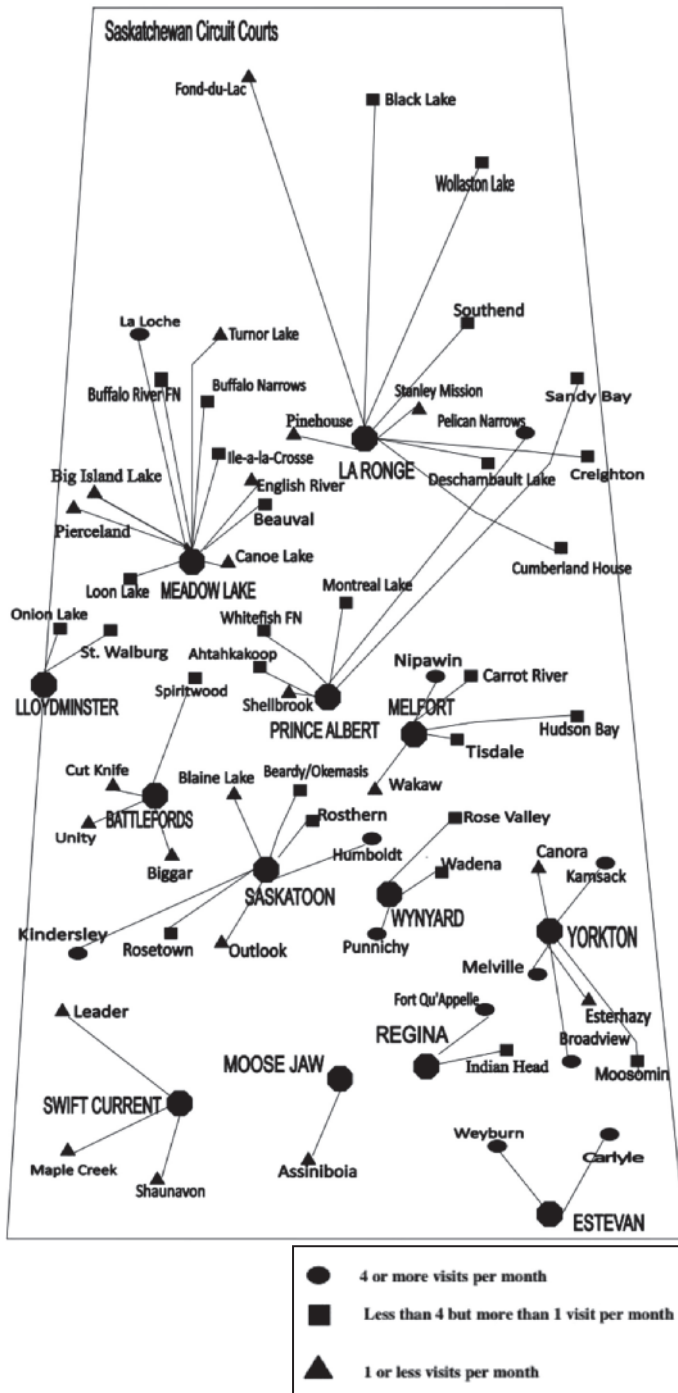 Saskatchewan Circuit Courts
Fond-du-Lac
Black Lake
Wollaston Lake
La Loche
Turnor Lake
Southend
Buffalo River FN
Buffalo Narrows
Stanley Mission
Sandy Bay
Pinehouse
Pelican Narrows
Ile-a-la-Crosse
LA RONGE
Big Island Lake
English River
Deschambault Lake
Creighton
Pierceland
Beauval
Canoe Lake
Cumberland House
Loon Lake
MEADOW LAKE
Montreal Lake
Onion Lake
Whitefish FN
St. Walburg
Ahtahkakoop
Nipawin
Carrot River
Spiritwood
Shellbrook
LLOYDMINSTER
PRINCE ALBERT
MELFORT
Hudson Bay
Tisdale
Cut Knife
Blaine Lake
Beardy/Okemasis
Wakaw
Rosthern
Rose Valley
Unity
BATTLEFORDS
Humboldt
Canora
Biggar
Wadena
Kamsack
SASKATOON
WYNYARD
Kindersley
Rosetown
Outlook
Punnichy
YORKTON
Melville
Leader
Fort Qu'Appelle
Esterhazy
REGINA
Broadview
MOOSE JAW
Indian Head
Moosomin
SWIFT CURRENT
Weyburn
Carlyle
Maple Creek
Assiniboia
Shaunavon
ESTEVAN
4 or more visits per month
Less than 4 but more than 1 visit per month
1 or less visits per month